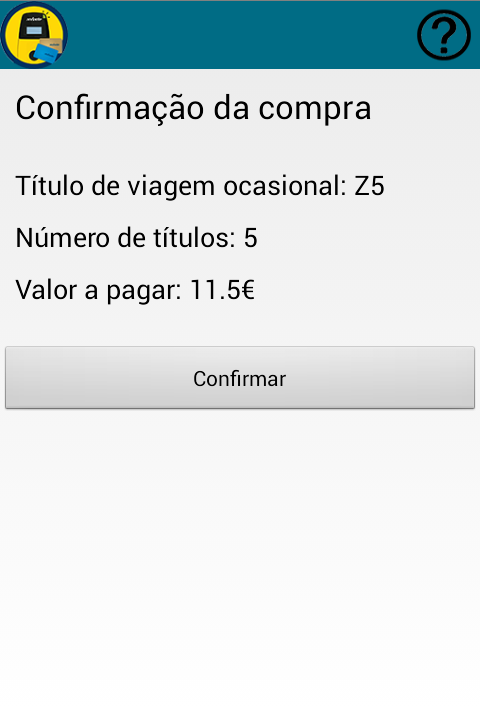 Confirmação da compra
Título de viagem ocasional: Z5
Número de títulos: 5
Valor a pagar: 11.5€
Confirmar